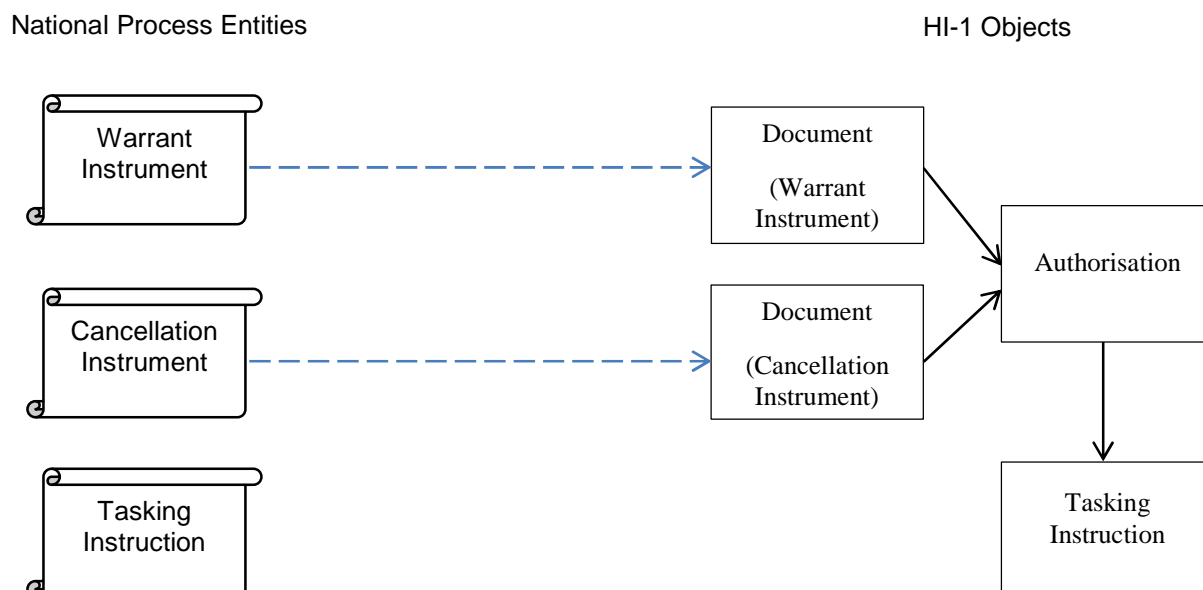 National Process Entities
HI-1 Objects
Warrant
Instrument
Document
(Warrant
Instrument)
Authorisation
Cancellation
Instrument
Document
(Cancellation
Instrument)
Tasking
Instruction
Tasking
Instruction